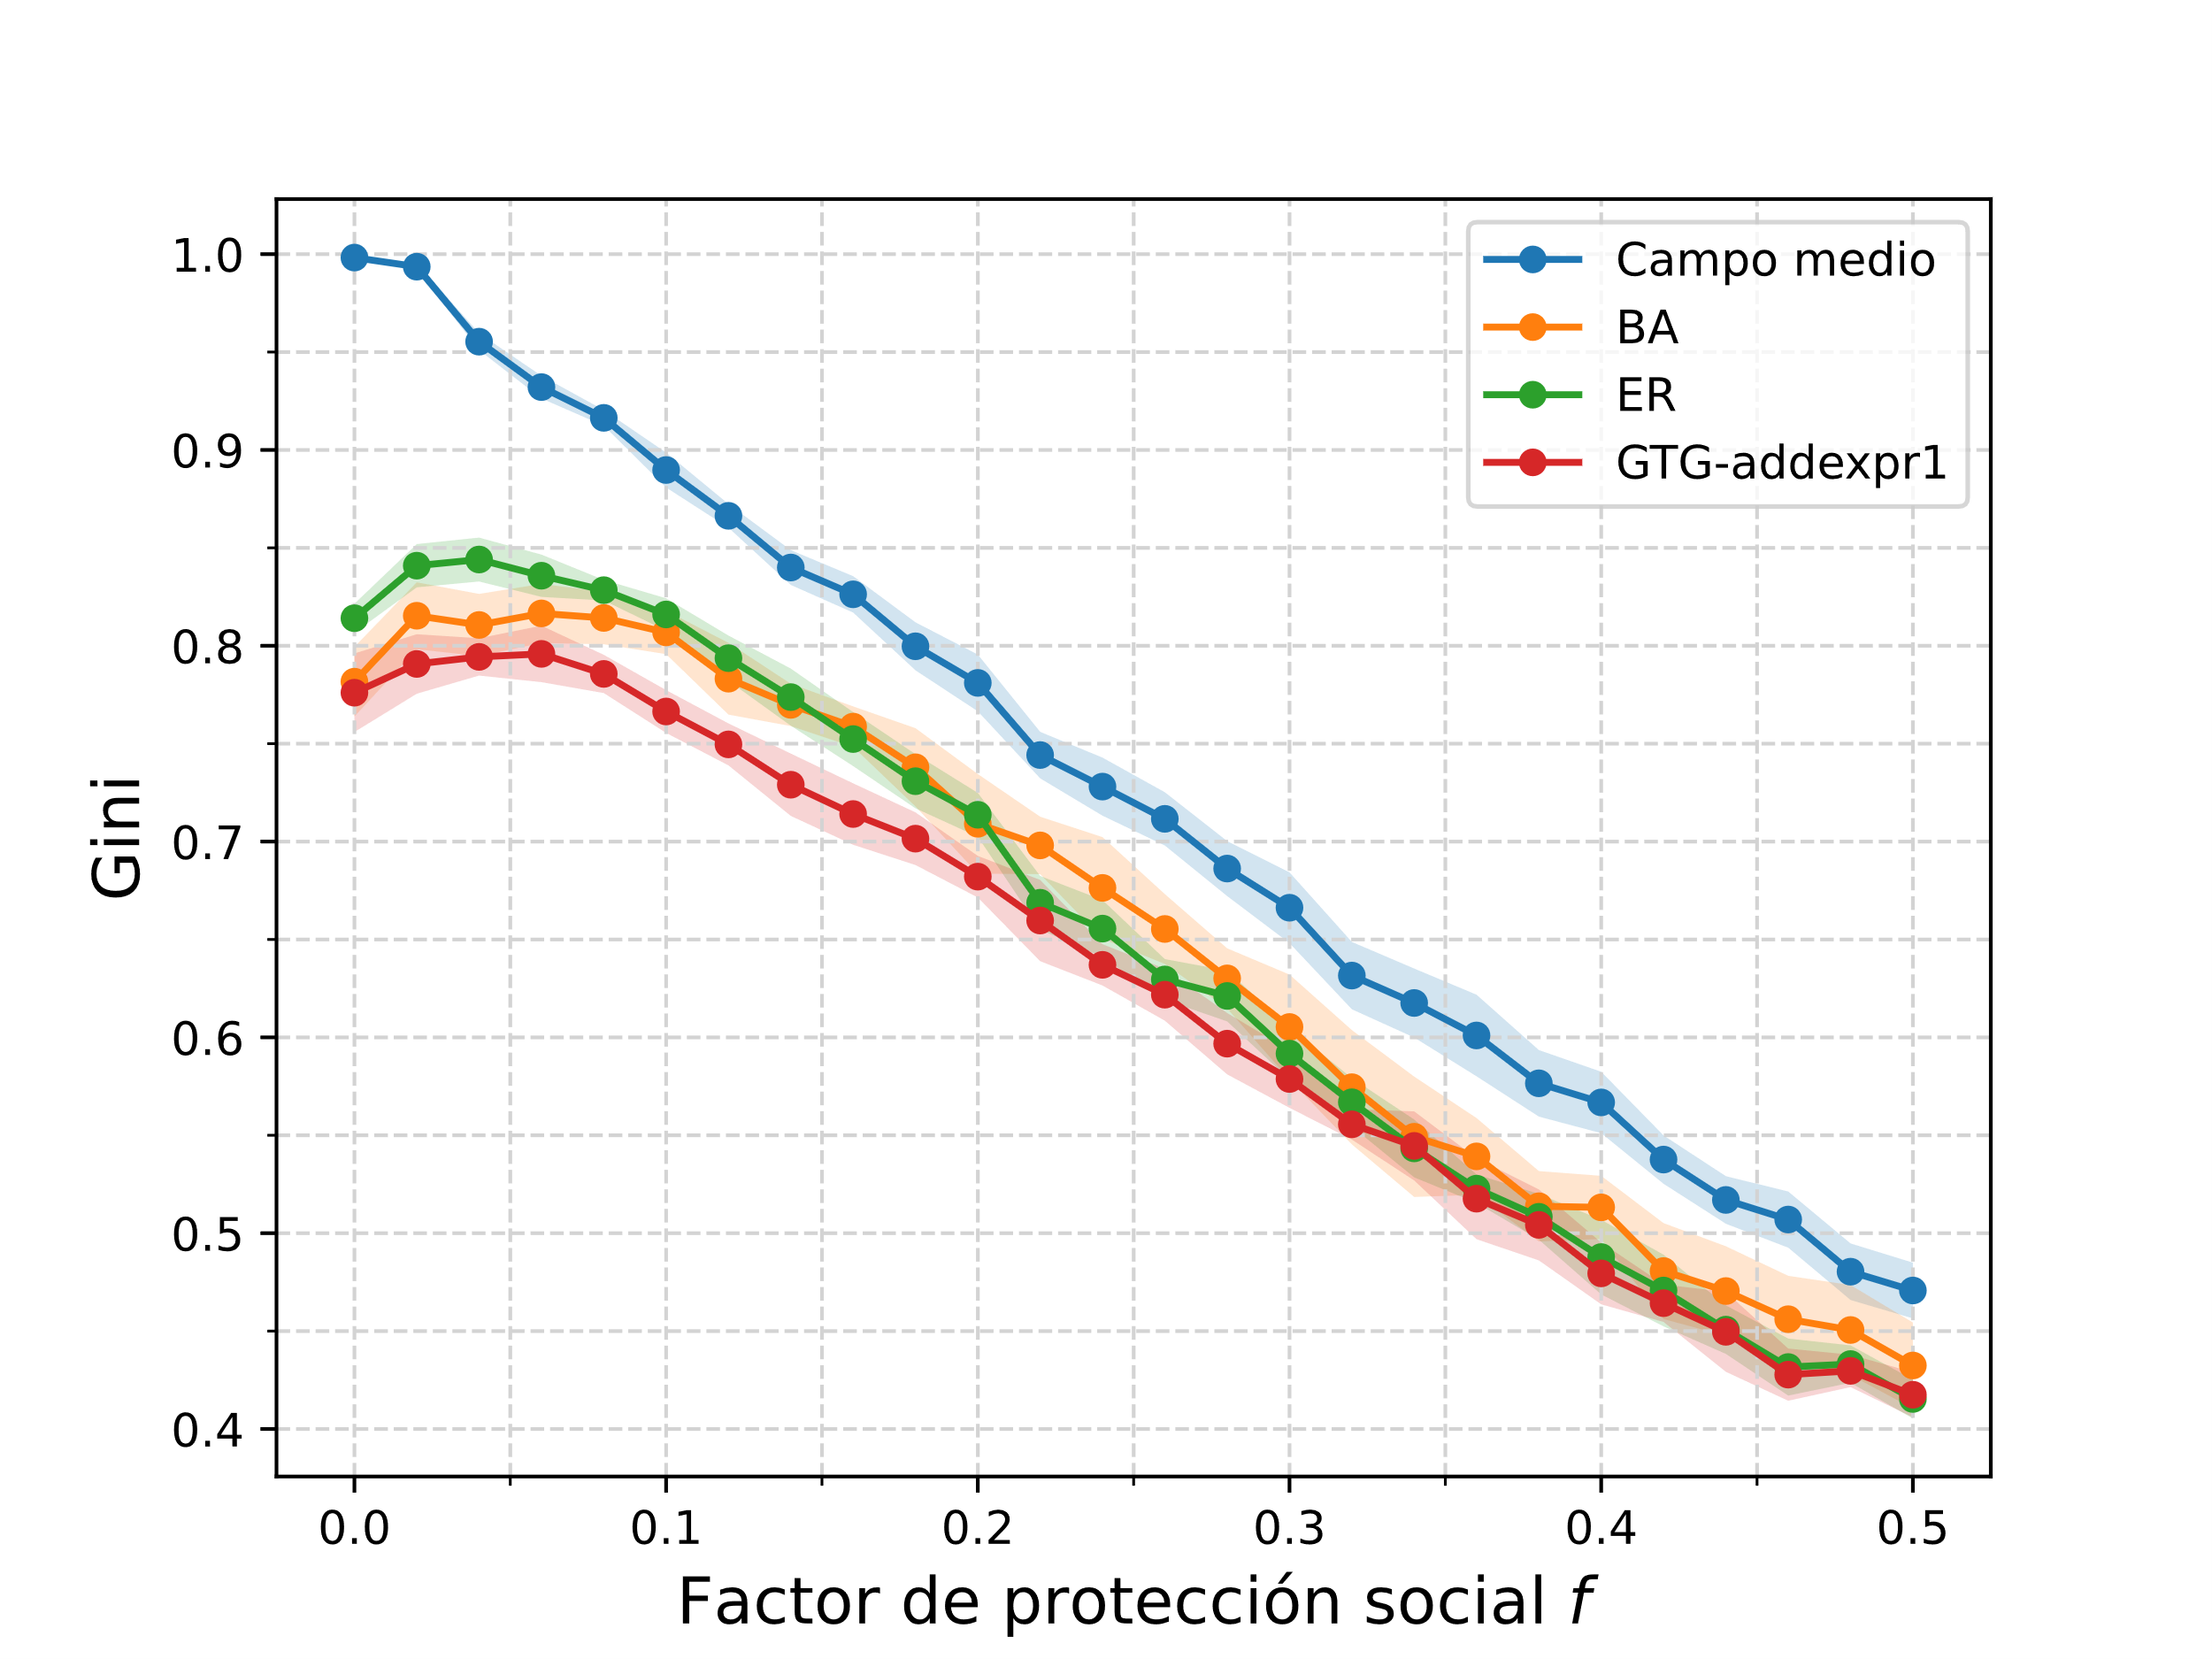 Campo medio
BA
ER
GTG-addexpr1
1.0
0.9
0.8
0.7
0.6
0.5
0.4
Gini
0.0 0.1 0.2 0.3 0.4 0.5
Factor de protección social f